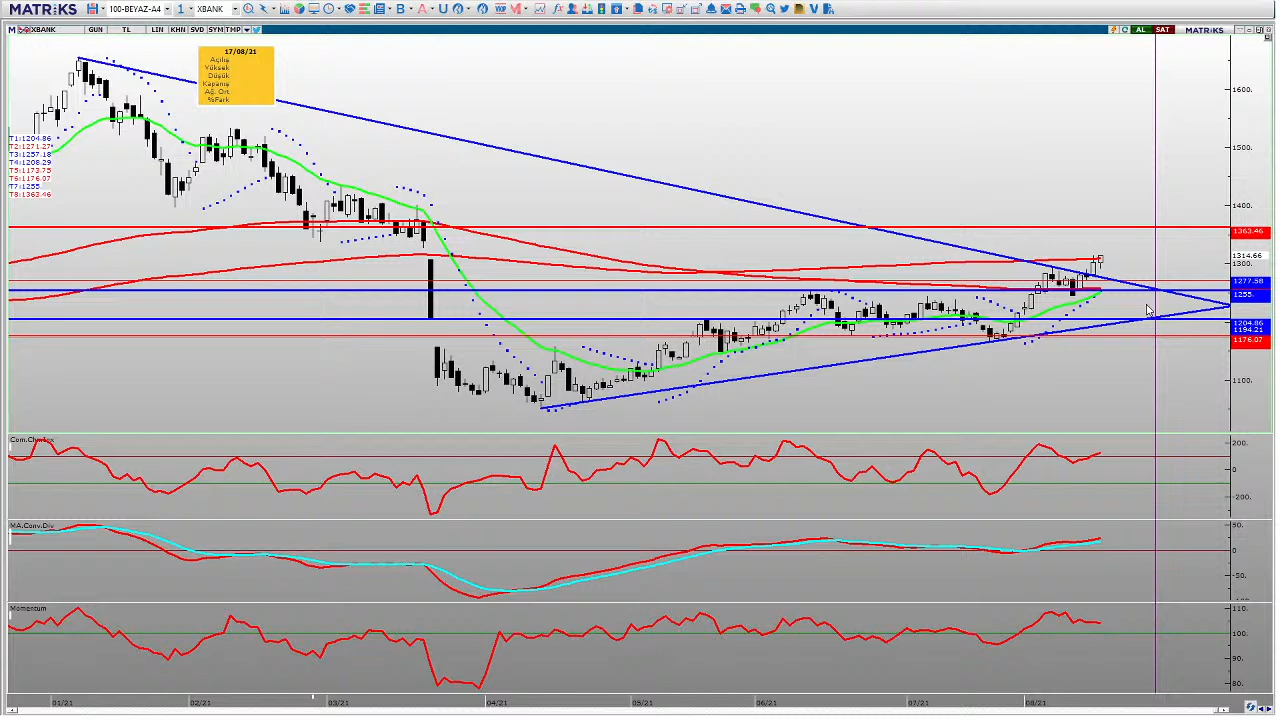 MATRiKS 100-BEYAZ-A4 1 XBANK
XBANK GUN TL LIN KHN SVD SYM TMP AL SAT MATRiKS
17/08/21
Açılış
Yüksek
Düşük
Kapanış
Ağ. Ort
%Fark
T1:1204.86
T2:1271.27
T3:1257.18
T4:1208.29
T5:1173.75
T6:1176.07
T7:1255.
T8:1363.46
1600.
1500.
1400.
1363.46
1314.66
1300.
1277.58
1255.
1204.86
1194.21
1176.07
1100.
Com.Chn.Inx
200.
0
-200.
MA.Conv.Div
50.
0
-50.
Momentum
110.
100.
90.
80.
01/21 02/21 03/21 04/21 05/21 06/21 07/21 08/21